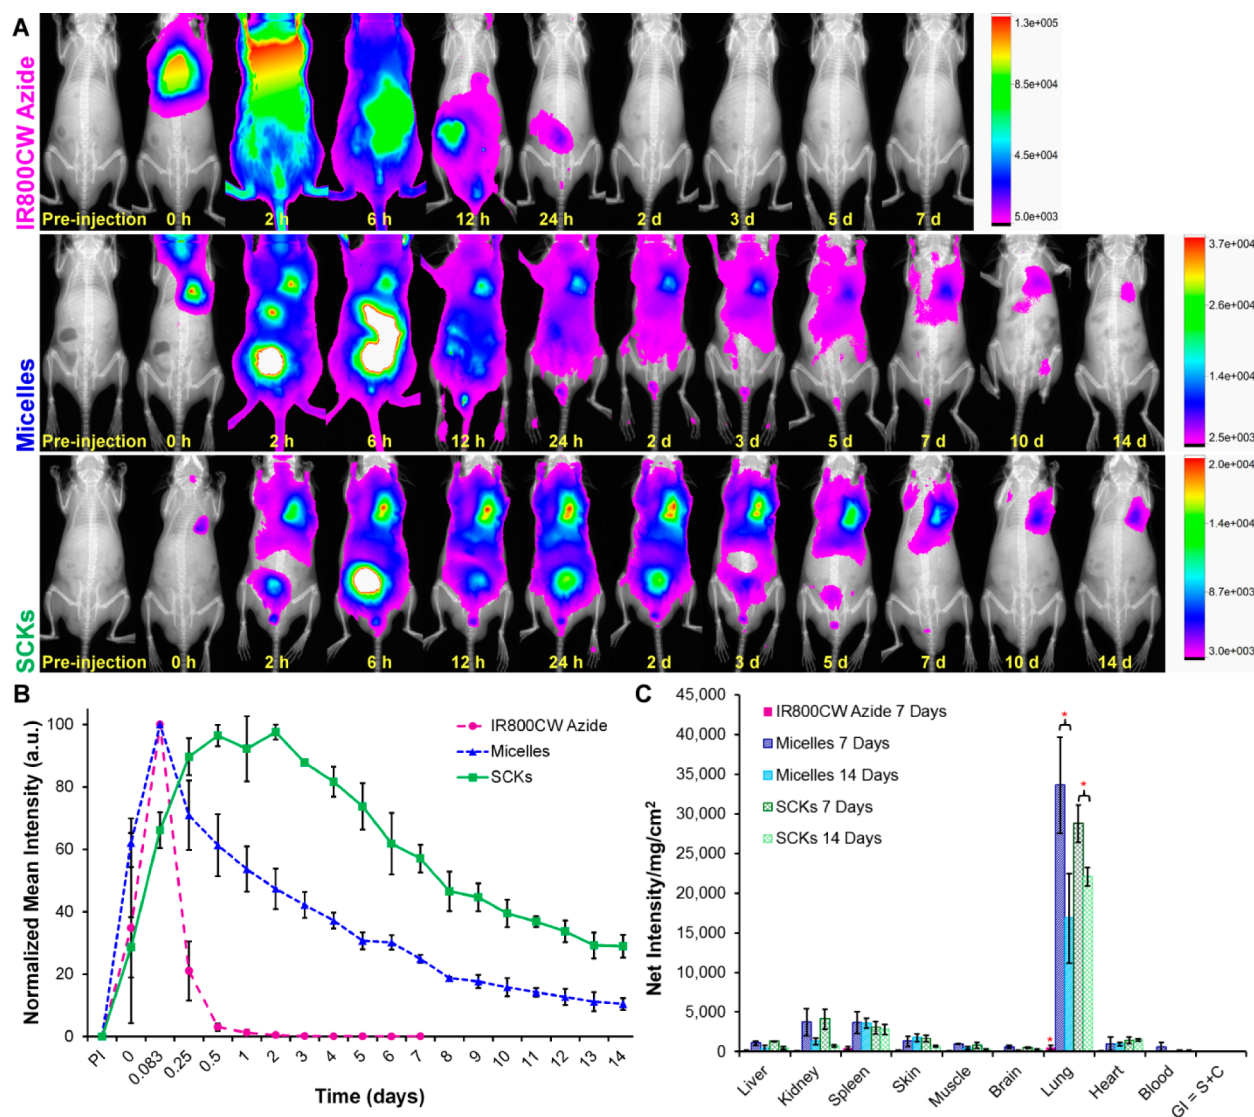 A
IR800CW Azide
Pre-injection 0 h 2 h 6 h 12 h 24 h 2 d 3 d 5 d 7 d
1.3e+005
8.5e+004
4.5e+004
5.0e+003
Micelles
Pre-injection 0 h 2 h 6 h 12 h 24 h 2 d 3 d 5 d 7 d 10 d 14 d
3.7e+004
2.6e+004
1.4e+004
2.5e+003
SCKs
Pre-injection 0 h 2 h 6 h 12 h 24 h 2 d 3 d 5 d 7 d 10 d 14 d
2.0e+004
1.4e+004
8.7e+003
3.0e+003
B
Normalized Mean Intensity (a.u.)
100
80
60
40
20
0
IR800CW Azide
Micelles
SCKs
PI 0 0.083 0.25 0.5 1 2 3 4 5 6 7 8 9 10 11 12 13 14
Time (days)
C
Net Intensity/mg/cm²
45,000
40,000
35,000
30,000
25,000
20,000
15,000
10,000
5,000
0
IR800CW Azide 7 Days
Micelles 7 Days
Micelles 14 Days
SCKs 7 Days
SCKs 14 Days
* * *
Liver Kidney Spleen Skin Muscle Brain Lung Heart Blood GI = S+C